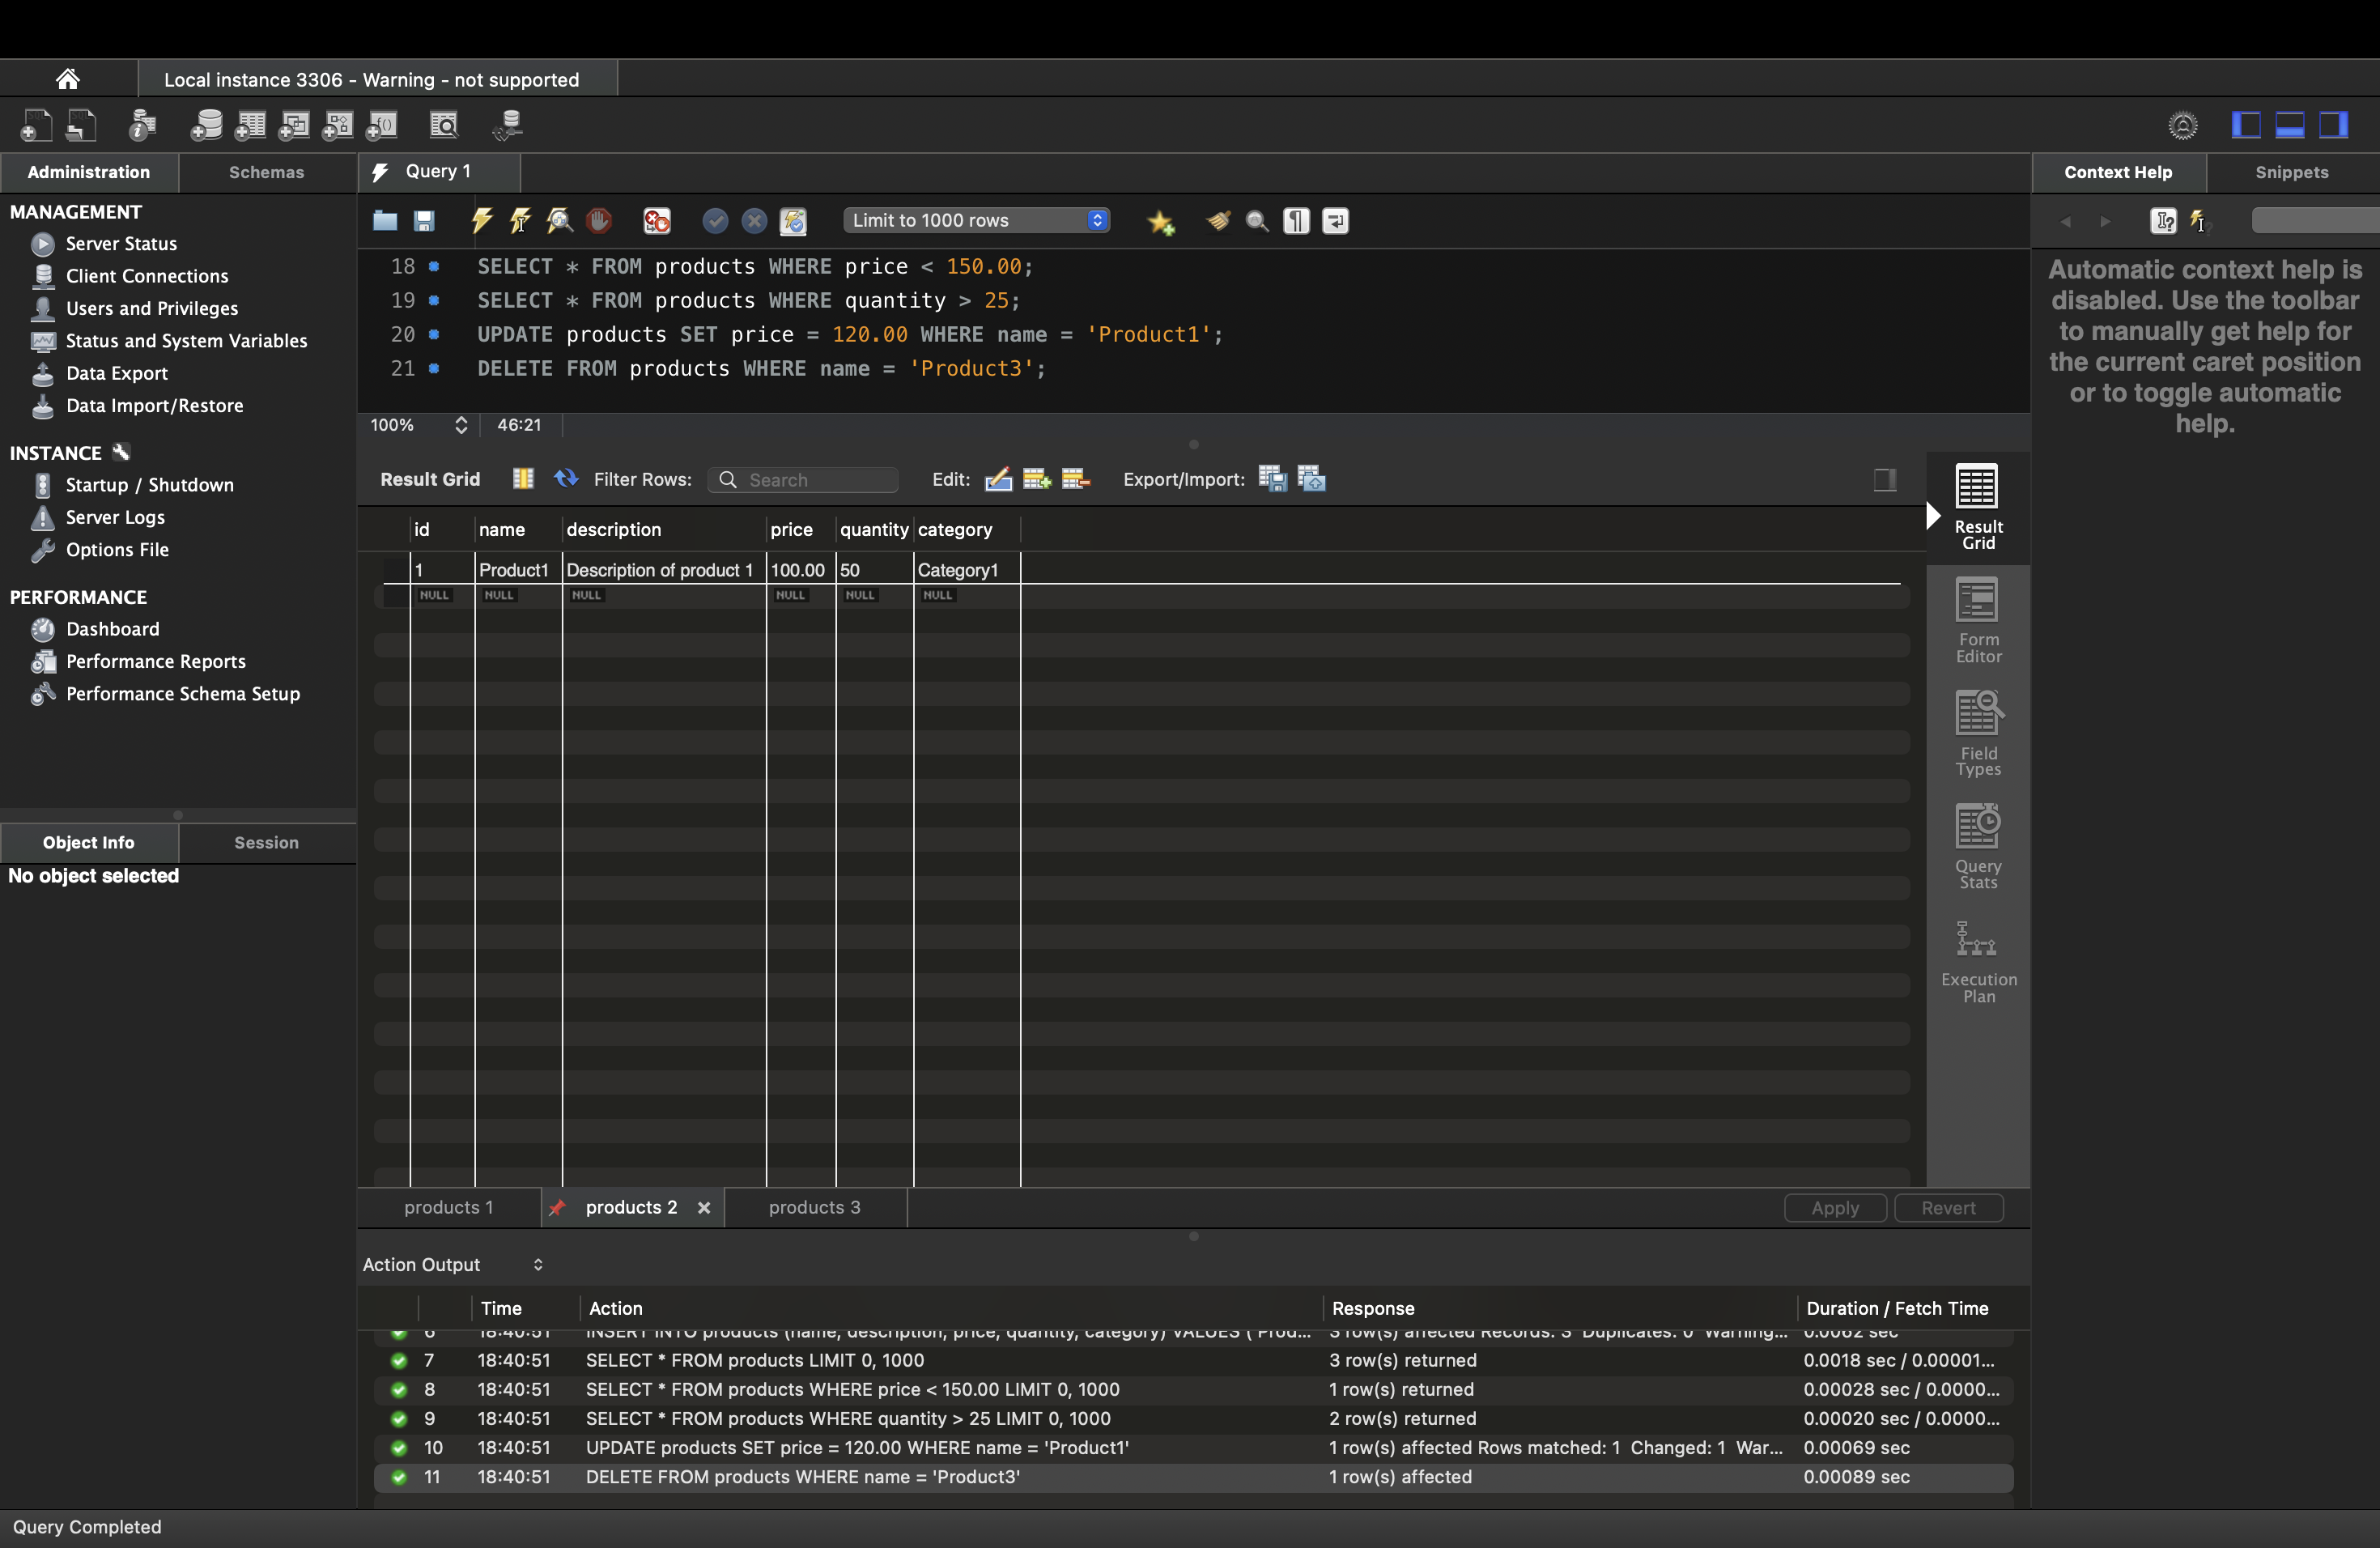 Local instance 3306 - Warning - not supported
Administration
Schemas
Query 1
Context Help
Snippets
MANAGEMENT
Server Status
Client Connections
Users and Privileges
Status and System Variables
Data Export
Data Import/Restore
INSTANCE
Startup / Shutdown
Server Logs
Options File
PERFORMANCE
Dashboard
Performance Reports
Performance Schema Setup
Object Info
Session
No object selected
Limit to 1000 rows
18 SELECT * FROM products WHERE price < 150.00;
19 SELECT * FROM products WHERE quantity > 25;
20 UPDATE products SET price = 120.00 WHERE name = 'Product1';
21 DELETE FROM products WHERE name = 'Product3';
100%
46:21
Result Grid
Filter Rows:
Search
Edit:
Export/Import:
id name description price quantity category
1 Product1 Description of product 1 100.00 50 Category1
NULL NULL NULL NULL NULL NULL
Result
Grid
Form
Editor
Field
Types
Query
Stats
Execution
Plan
products 1
products 2
products 3
Apply
Revert
Action Output
Time Action Response Duration / Fetch Time
6 18:40:51 INSERT INTO products (name, description, price, quantity, category) VALUES ('Prod... 3 row(s) affected Records: 3 Duplicates: 0 Warning... 0.0062 sec
7 18:40:51 SELECT * FROM products LIMIT 0, 1000 3 row(s) returned 0.0018 sec / 0.00001...
8 18:40:51 SELECT * FROM products WHERE price < 150.00 LIMIT 0, 1000 1 row(s) returned 0.00028 sec / 0.0000...
9 18:40:51 SELECT * FROM products WHERE quantity > 25 LIMIT 0, 1000 2 row(s) returned 0.00020 sec / 0.0000...
10 18:40:51 UPDATE products SET price = 120.00 WHERE name = 'Product1' 1 row(s) affected Rows matched: 1 Changed: 1 War... 0.00069 sec
11 18:40:51 DELETE FROM products WHERE name = 'Product3' 1 row(s) affected 0.00089 sec
Query Completed
Automatic context help is
disabled. Use the toolbar
to manually get help for
the current caret position
or to toggle automatic
help.